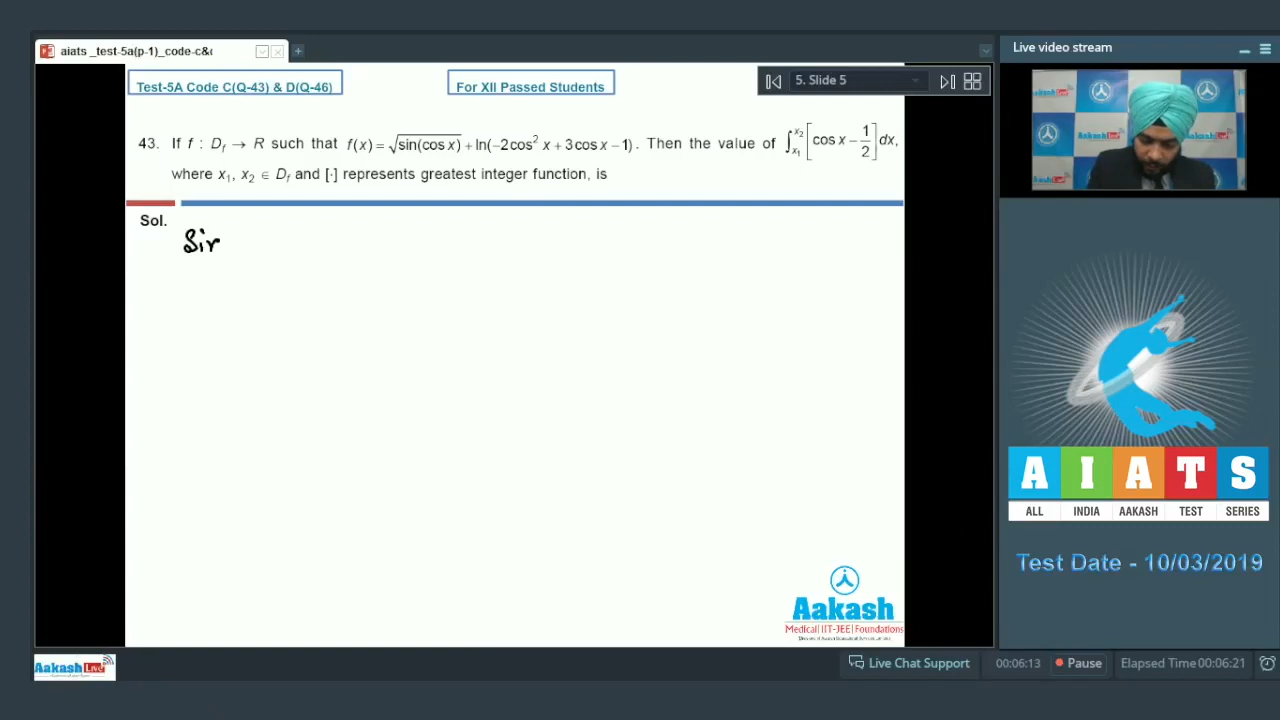 aiats _test-5a(p-1)_code-c&
Live video stream
Test-5A Code C(Q-43) & D(Q-46)
For XII Passed Students
5. Slide 5
43. If f : D_f → R such that f(x) = √sin(cos x) + ln(−2cos² x + 3cos x − 1). Then the value of ∫_{x₁}^{x₂} [cos x − 1/2] dx,
where x₁, x₂ ∈ D_f and [·] represents greatest integer function, is
Sol.
Sir
AIATS
ALL INDIA AAKASH TEST SERIES
Test Date - 10/03/2019
Aakash
Medical|IIT-JEE|Foundations
Aakash Live
Live Chat Support
00:06:13
Pause
Elapsed Time00:06:21